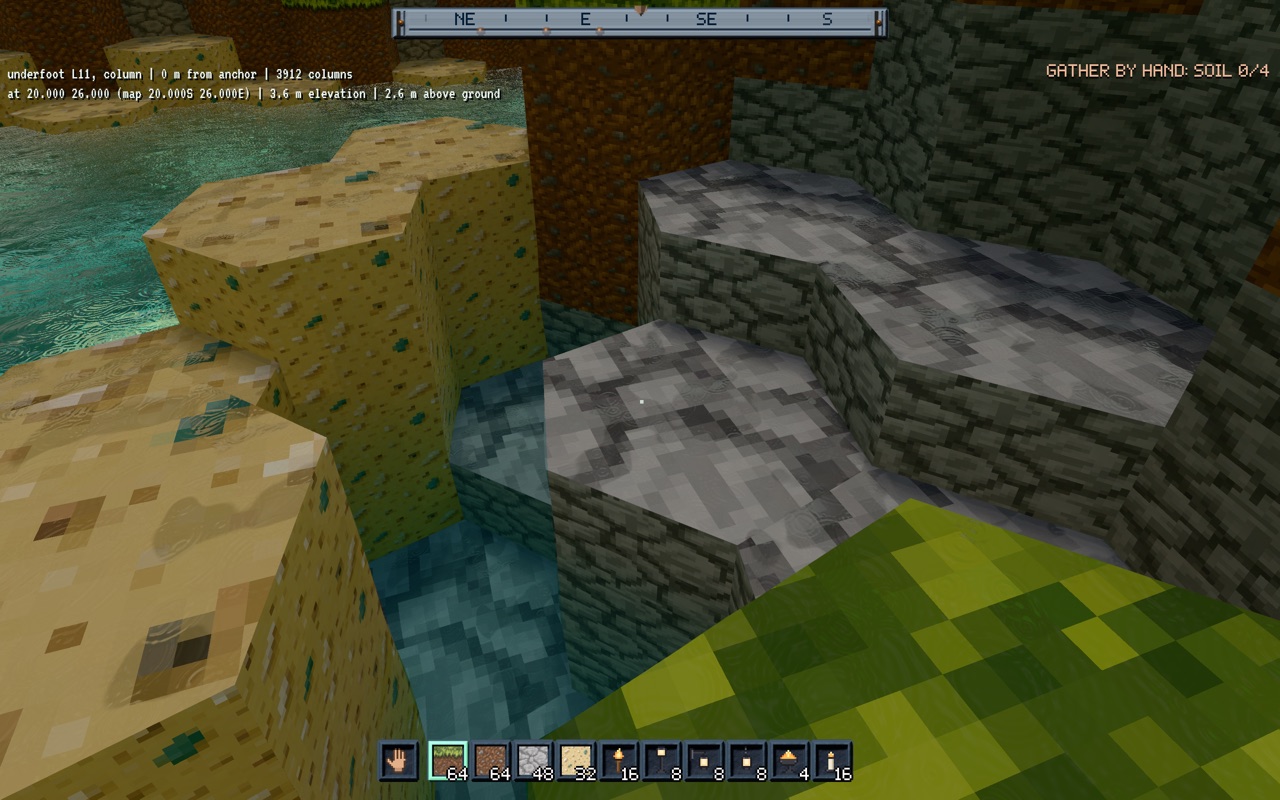 NE E SE S
underfoot L11, column | 0 m from anchor | 3912 columns
at 20.000 26.000 (map 20.000S 26.000E) | 3.6 m elevation | 2.6 m above ground
GATHER BY HAND: SOIL 0/4
64 64 48 32 16 8 8 8 4 16